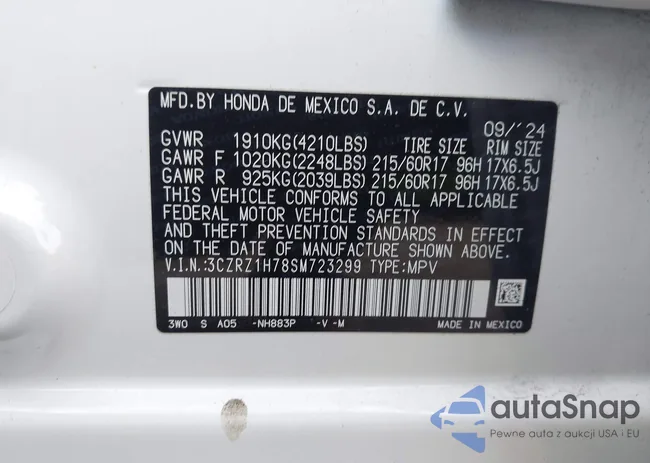 MFD.BY HONDA DE MEXICO S.A. DE C.V.
09/'24
GVWR 1910KG(4210LBS) TIRE SIZE RIM SIZE
GAWR F 1020KG(2248LBS) 215/60R17 96H 17X6.5J
GAWR R 925KG(2039LBS) 215/60R17 96H 17X6.5J
THIS VEHICLE CONFORMS TO ALL APPLICABLE
FEDERAL MOTOR VEHICLE SAFETY
AND THEFT PREVENTION STANDARDS IN EFFECT
ON THE DATE OF MANUFACTURE SHOWN ABOVE.
V.I.N.:3CZRZ1H78SM723299 TYPE:MPV
3W0 S A05 -NH883P -V -M MADE IN MEXICO
autaSnap
Pewne auta z aukcji USA i EU